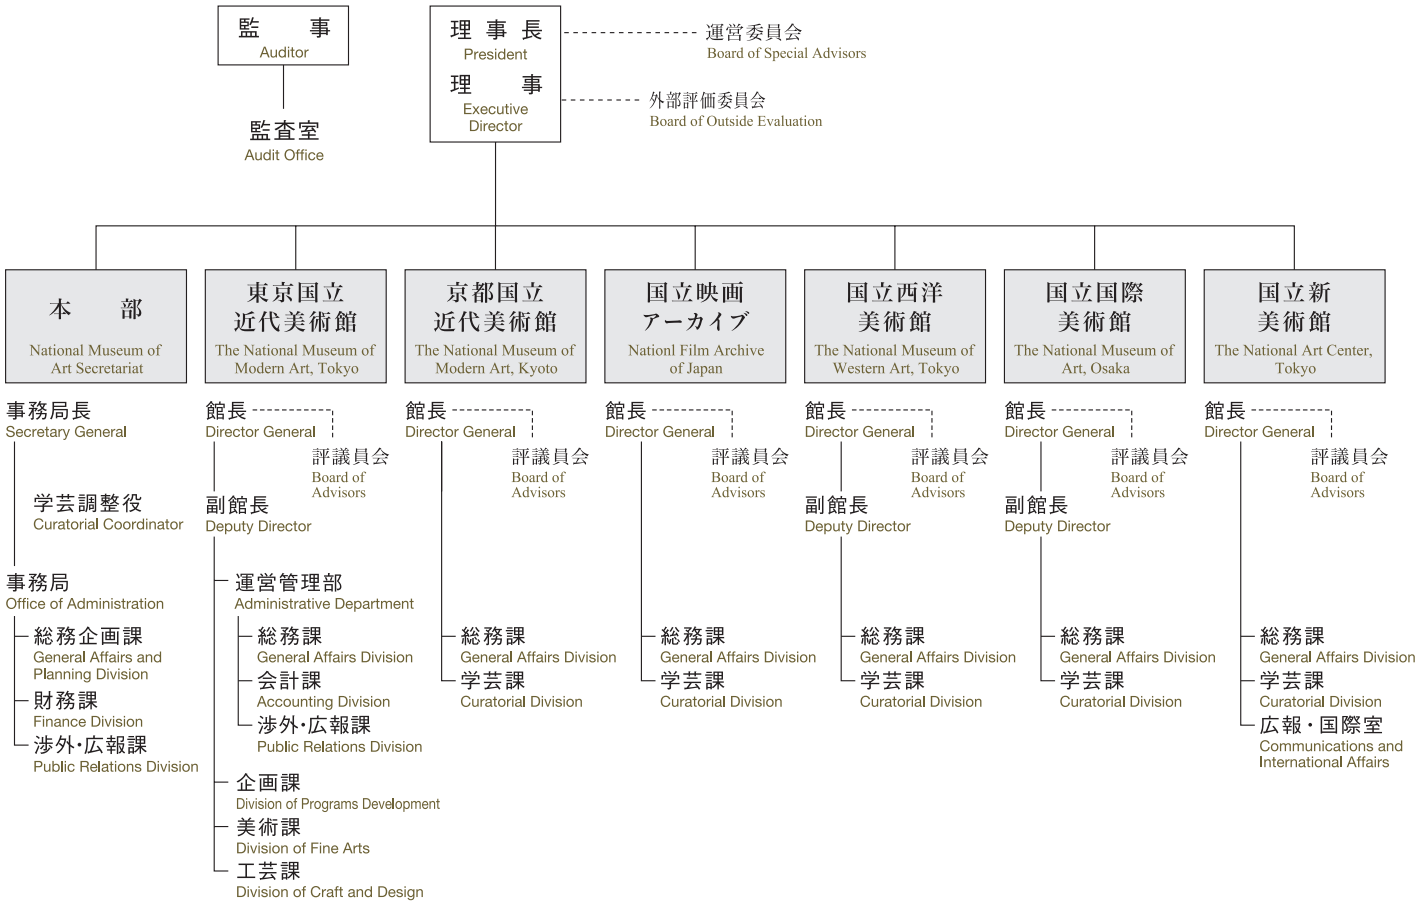 監 事
Auditor
監査室
Audit Office
理 事 長
President
理 事
Executive
Director
運営委員会
Board of Special Advisors
外部評価委員会
Board of Outside Evaluation
本 部
National Museum of
Art Secretariat
事務局長
Secretary General
学芸調整役
Curatorial Coordinator
事務局
Office of Administration
総務企画課
General Affairs and
Planning Division
財務課
Finance Division
渉外・広報課
Public Relations Division
東京国立
近代美術館
The National Museum of
Modern Art, Tokyo
館長
Director General
評議員会
Board of
Advisors
副館長
Deputy Director
運営管理部
Administrative Department
総務課
General Affairs Division
会計課
Accounting Division
渉外・広報課
Public Relations Division
企画課
Division of Programs Development
美術課
Division of Fine Arts
工芸課
Division of Craft and Design
京都国立
近代美術館
The National Museum of
Modern Art, Kyoto
館長
Director General
評議員会
Board of
Advisors
総務課
General Affairs Division
学芸課
Curatorial Division
国立映画
アーカイブ
Nationl Film Archive
of Japan
館長
Director General
評議員会
Board of
Advisors
総務課
General Affairs Division
学芸課
Curatorial Division
国立西洋
美術館
The National Museum of
Western Art, Tokyo
館長
Director General
評議員会
Board of
Advisors
副館長
Deputy Director
総務課
General Affairs Division
学芸課
Curatorial Division
国立国際
美術館
The National Museum of
Art, Osaka
館長
Director General
評議員会
Board of
Advisors
副館長
Deputy Director
総務課
General Affairs Division
学芸課
Curatorial Division
国立新
美術館
The National Art Center,
Tokyo
館長
Director General
評議員会
Board of
Advisors
総務課
General Affairs Division
学芸課
Curatorial Division
広報・国際室
Communications and
International Affairs